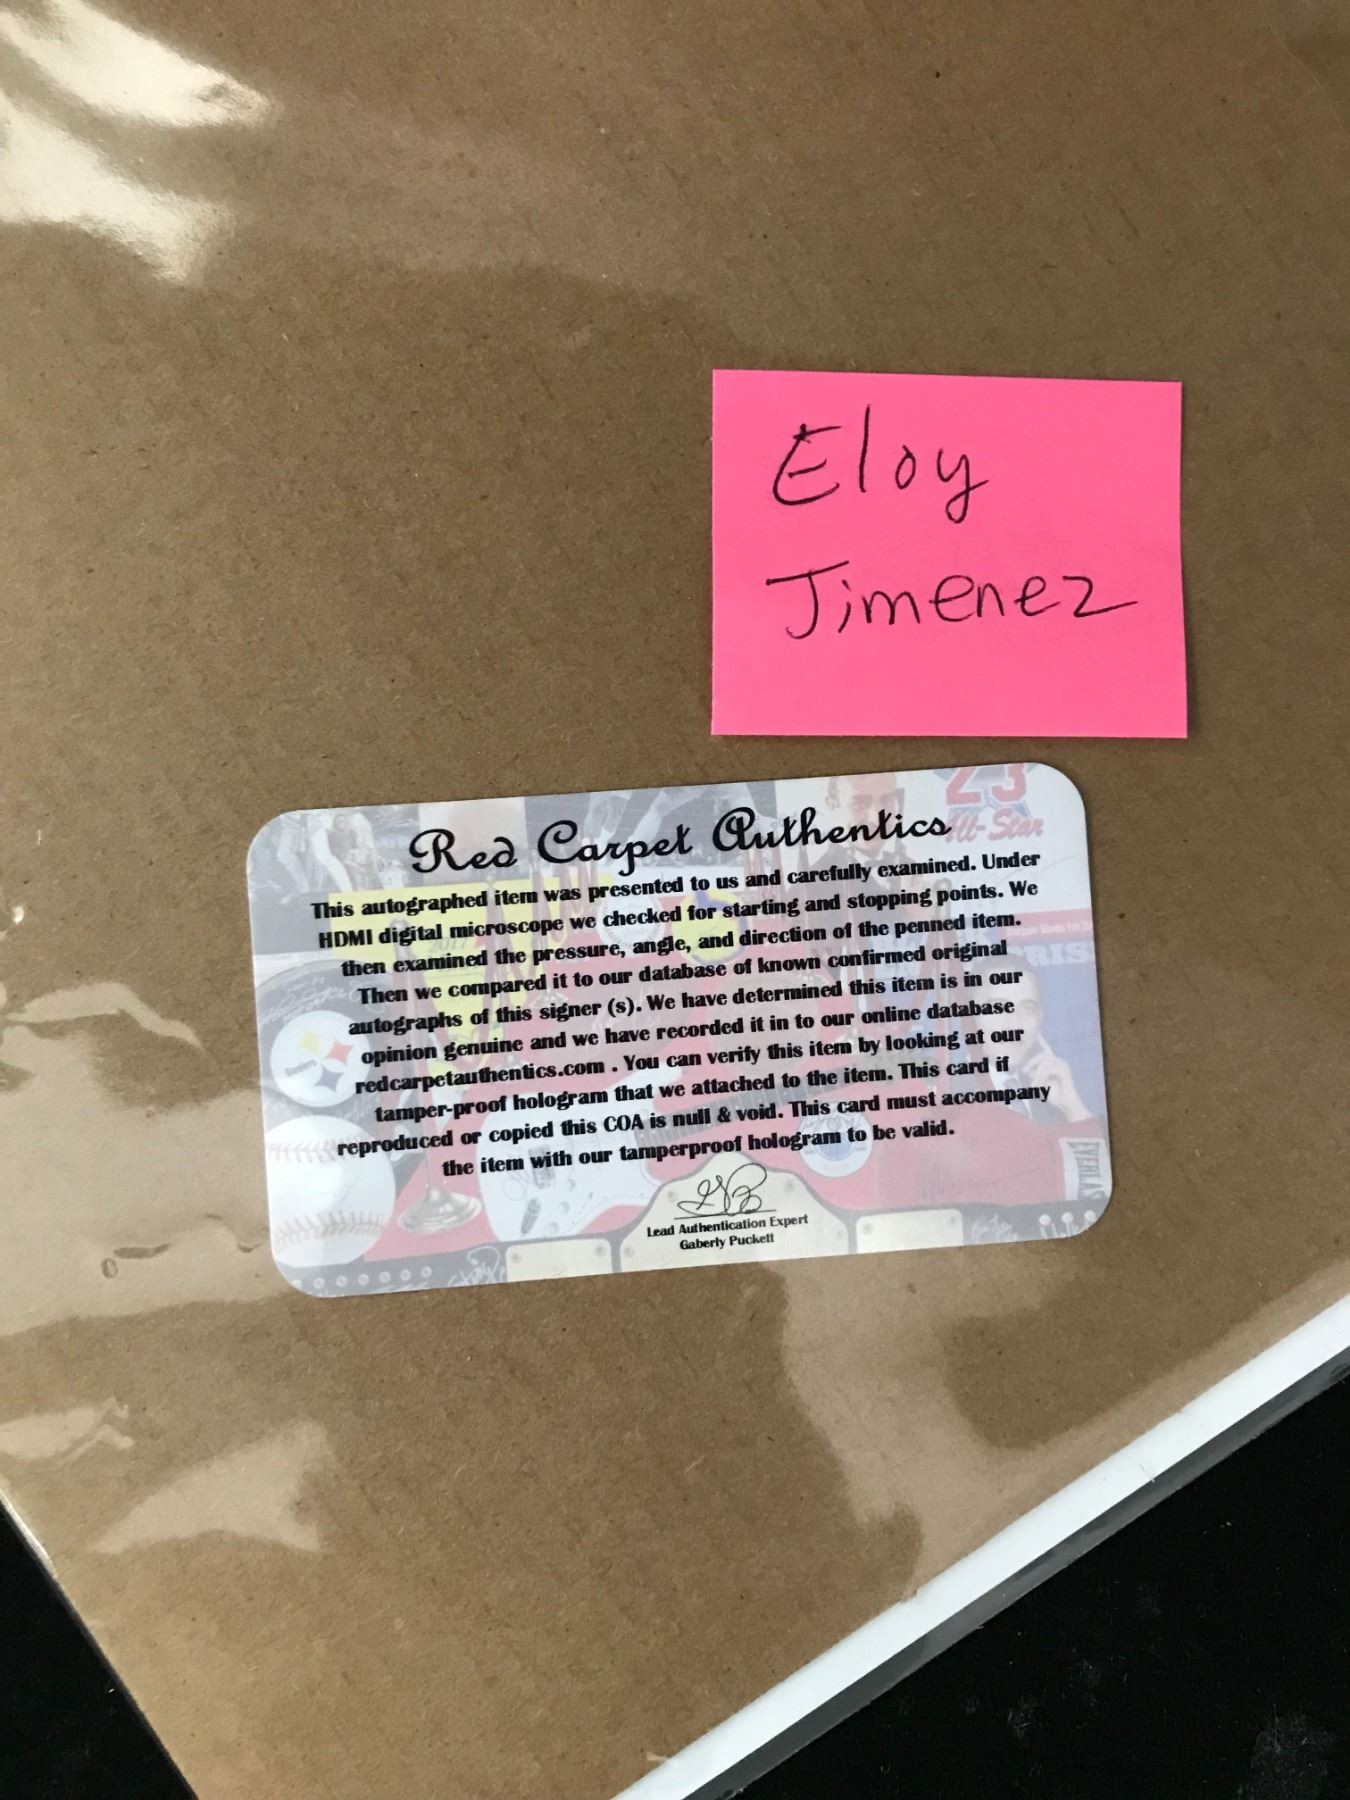 Eloy
Jimenez
23
All-Star
Red Carpet Authentics
This autographed item was presented to us and carefully examined. Under
HDMI digital microscope we checked for starting and stopping points. We
then examined the pressure, angle, and direction of the penned item.
Then we compared it to our database of known confirmed original
autographs of this signer (s). We have determined this item is in our
opinion genuine and we have recorded it in to our online database
redcarpetauthentics.com . You can verify this item by looking at our
tamper-proof hologram that we attached to the item. This card if
reproduced or copied this COA is null & void. This card must accompany
the item with our tamperproof hologram to be valid.
Lead Authentication Expert
Gaberly Puckett
EVERLAS